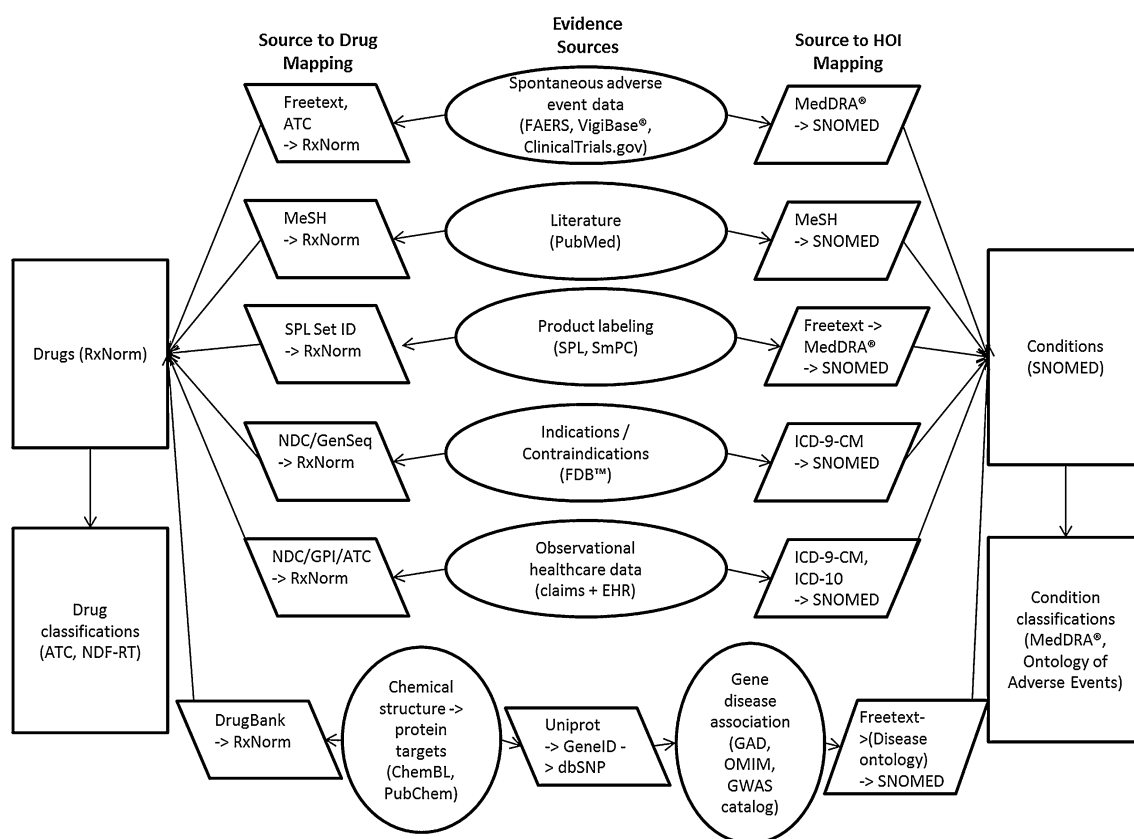 Source to Drug
Mapping
Evidence
Sources
Source to HOI
Mapping
Freetext,
ATC
-> RxNorm
Spontaneous adverse
event data
(FAERS, VigiBase®,
ClinicalTrials.gov)
MedDRA®
-> SNOMED
MeSH
-> RxNorm
Literature
(PubMed)
MeSH
-> SNOMED
Drugs (RxNorm)
SPL Set ID
-> RxNorm
Product labeling
(SPL, SmPC)
Freetext ->
MedDRA®
-> SNOMED
Conditions
(SNOMED)
NDC/GenSeq
-> RxNorm
Indications /
Contraindications
(FDB™)
ICD-9-CM
-> SNOMED
NDC/GPI/ATC
-> RxNorm
Observational
healthcare data
(claims + EHR)
ICD-9-CM,
ICD-10
-> SNOMED
Drug
classifications
(ATC, NDF-RT)
Condition
classifications
(MedDRA®,
Ontology of
Adverse Events)
DrugBank
-> RxNorm
Chemical
structure ->
protein
targets
(ChemBL,
PubChem)
Uniprot
-> GeneID -
> dbSNP
Gene
disease
association
(GAD,
OMIM,
GWAS
catalog)
Freetext-
>(Disease
ontology)
-> SNOMED